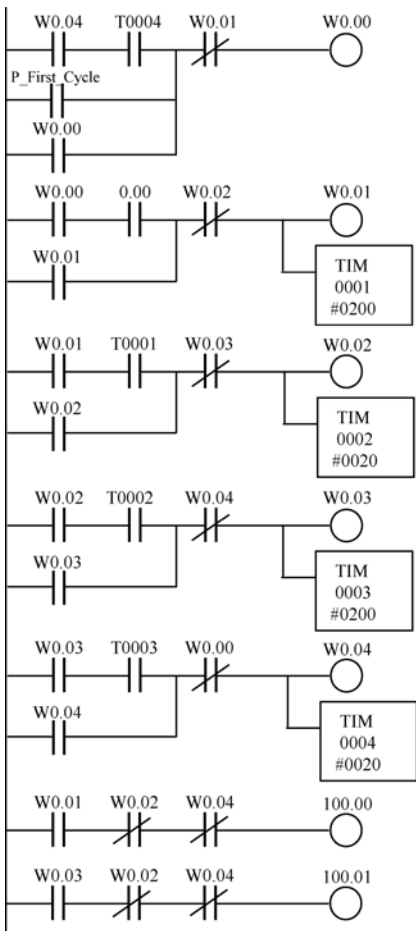 W0.04 T0004 W0.01 W0.00
P_First_Cycle
W0.00
W0.00 0.00 W0.02 W0.01
W0.01
TIM
0001
#0200
W0.01 T0001 W0.03 W0.02
W0.02
TIM
0002
#0020
W0.02 T0002 W0.04 W0.03
W0.03
TIM
0003
#0200
W0.03 T0003 W0.00 W0.04
W0.04
TIM
0004
#0020
W0.01 W0.02 W0.04 100.00
W0.03 W0.02 W0.04 100.01